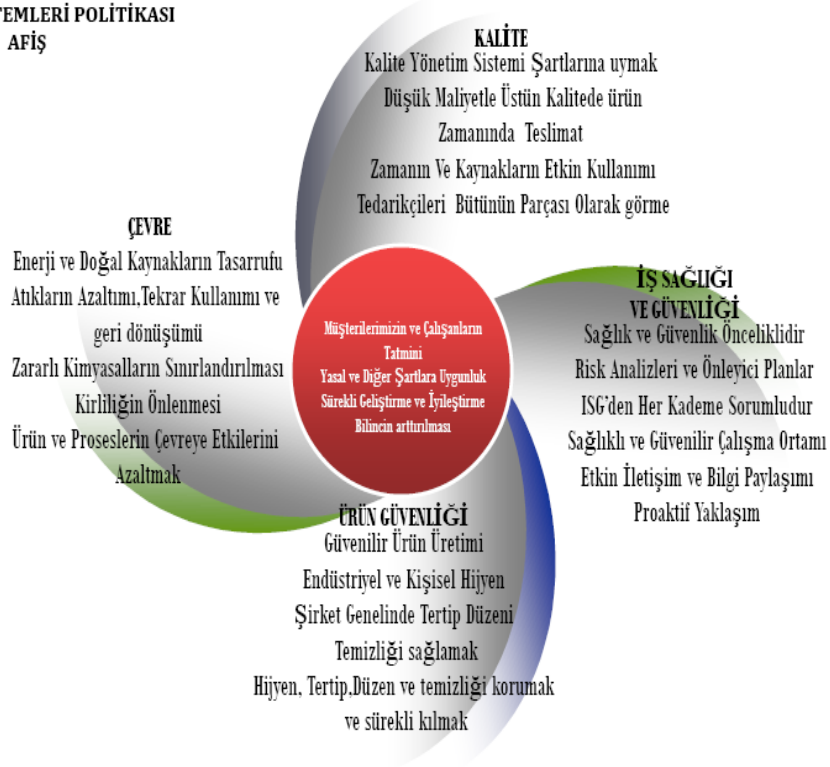 TEMLERİ POLİTİKASI
AFİŞ
KALİTE
Kalite Yönetim Sistemi Şartlarına uymak
Düşük Maliyetle Üstün Kalitede ürün
Zamanında Teslimat
Zamanın Ve Kaynakların Etkin Kullanımı
Tedarikçileri Bütünün Parçası Olarak görme
ÇEVRE
Enerji ve Doğal Kaynakların Tasarrufu
Atıkların Azaltımı,Tekrar Kullanımı ve
geri dönüşümü
Zararlı Kimyasalların Sınırlandırılması
Kirliliğin Önlenmesi
Ürün ve Proseslerin Çevreye Etkilerini
Azaltmak
Müşterilerimizin ve Çalışanların
Tatmini
Yasal ve Diğer Şartlara Uygunluk
Sürekli Geliştirme ve İyileştirme
Bilincin arttırılması
İŞ SAĞLIĞI
VE GÜVENLİĞİ
Sağlık ve Güvenlik Önceliklidir
Risk Analizleri ve Önleyici Planlar
ISG'den Her Kademe Sorumludur
Sağlıklı ve Güvenilir Çalışma Ortamı
Etkin İletişim ve Bilgi Paylaşımı
Proaktif Yaklaşım
ÜRÜN GÜVENLİĞİ
Güvenilir Ürün Üretimi
Endüstriyel ve Kişisel Hijyen
Şirket Genelinde Tertip Düzeni
Temizliği sağlamak
Hijyen, Tertip,Düzen ve temizliği korumak
ve sürekli kılmak